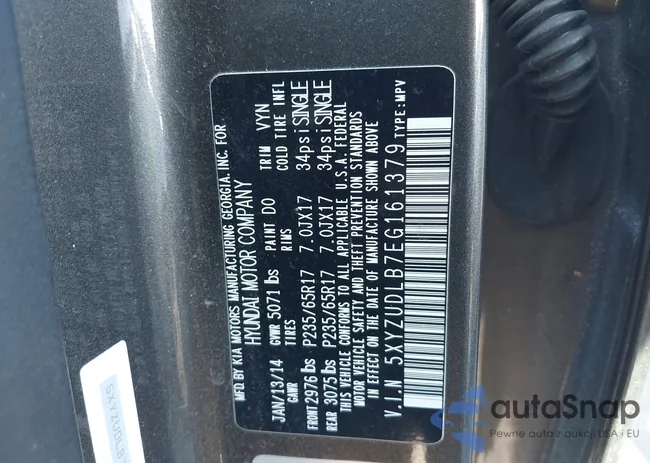 MFD BY KIA MOTORS MANUFACTURING GEORGIA, INC. FOR
HYUNDAI MOTOR COMPANY
JAN/13/14 GVWR 5071 lbs PAINT D0 TRIM VYN
GAWR TIRES RIMS COLD TIRE INFL
FRONT 2976 lbs P235/65R17 7.0JX17 34psi SINGLE
REAR 3075 lbs P235/65R17 7.0JX17 34psi SINGLE
THIS VEHICLE CONFORMS TO ALL APPLICABLE U.S.A. FEDERAL
MOTOR VEHICLE SAFETY AND THEFT PREVENTION STANDARDS
IN EFFECT ON THE DATE OF MANUFACTURE SHOWN ABOVE
V.I.N 5XYZUDLB7EG161379 TYPE:MPV
autoSnap
Pewne auta z aukcji USA i EU